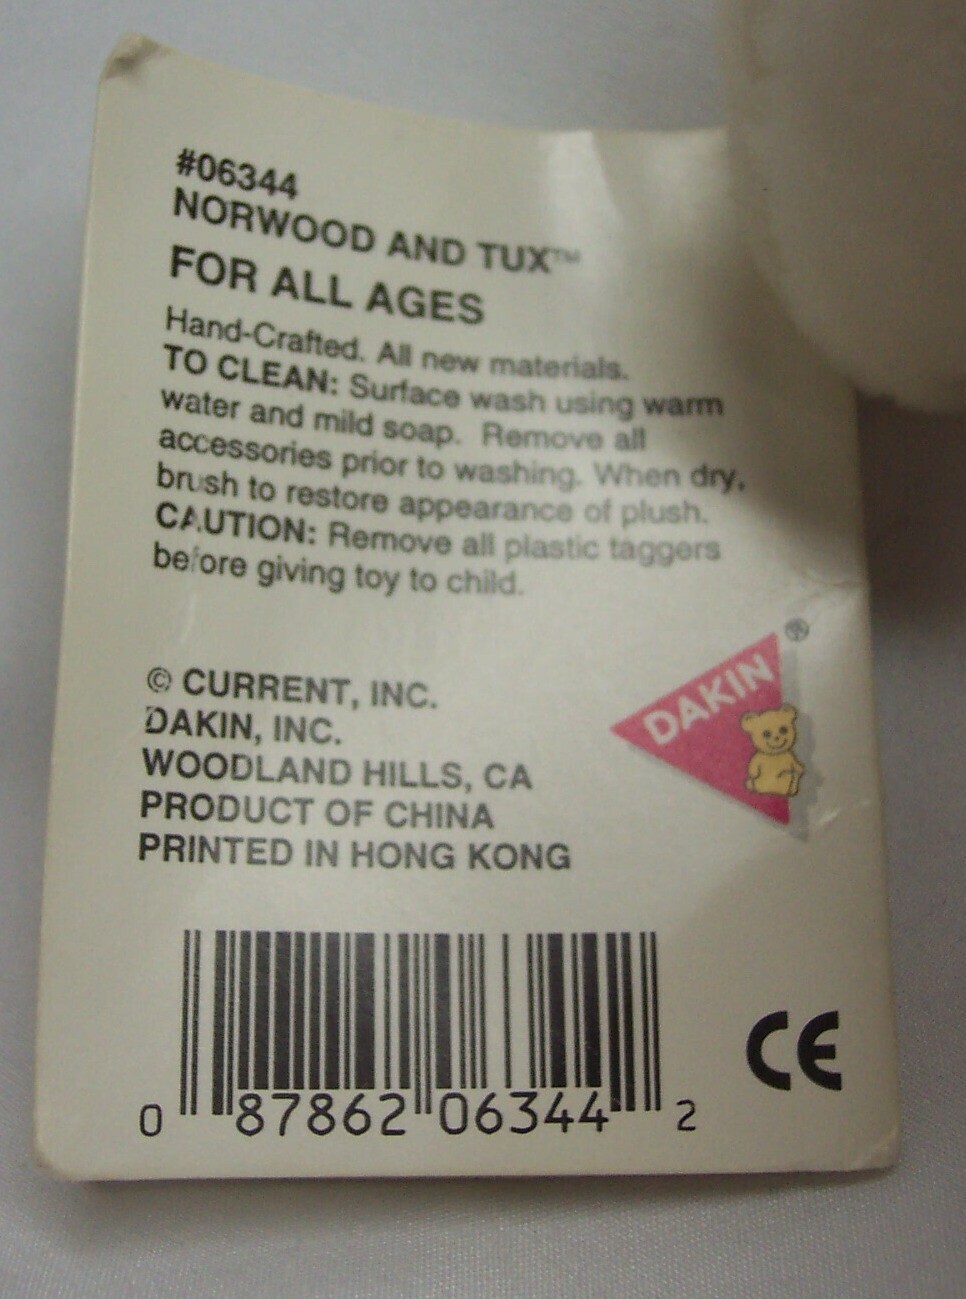 #06344
NORWOOD AND TUX™
FOR ALL AGES
Hand-Crafted. All new materials.
TO CLEAN: Surface wash using warm
water and mild soap. Remove all
accessories prior to washing. When dry,
brush to restore appearance of plush.
CAUTION: Remove all plastic taggers
before giving toy to child.
© CURRENT, INC.
DAKIN, INC.
WOODLAND HILLS, CA
PRODUCT OF CHINA
PRINTED IN HONG KONG
DAKIN®
0 87862 06344 2
CE